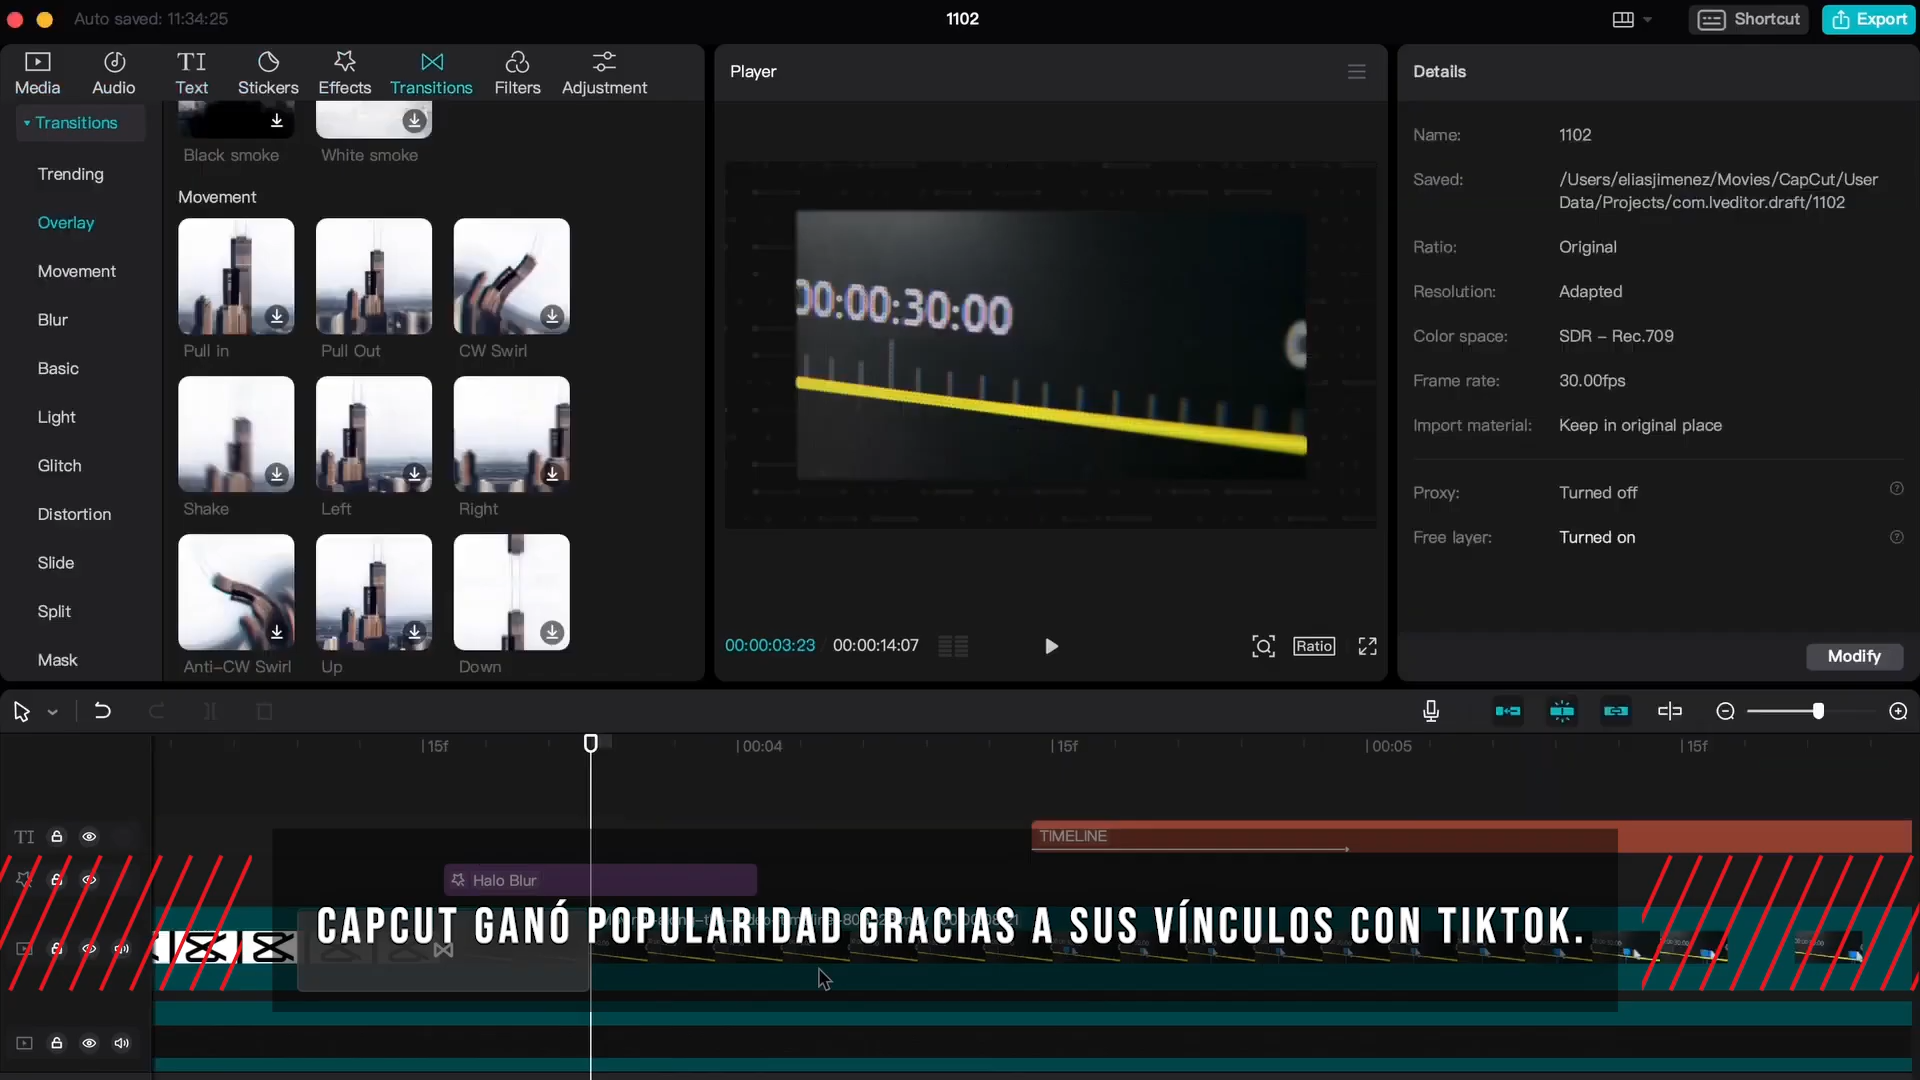 Auto saved: 11:34:25
1102
Shortcut
Export
Media
Audio
TI
Text
Stickers
Effects
Transitions
Filters
Adjustment
Transitions
Trending
Overlay
Movement
Blur
Basic
Light
Glitch
Distortion
Slide
Split
Mask
Black smoke
White smoke
Movement
Pull in
Pull Out
CW Swirl
Shake
Left
Right
Anti-CW Swirl
Up
Down
Player
00:00:30:00
00:00:03:23
00:00:14:07
Ratio
Details
Name: 1102
Saved: /Users/eliasjimenez/Movies/CapCut/User
Data/Projects/com.lveditor.draft/1102
Ratio: Original
Resolution: Adapted
Color space: SDR – Rec.709
Frame rate: 30.00fps
Import material: Keep in original place
Proxy: Turned off
Free layer: Turned on
Modify
15f
00:04
15f
00:05
15f
TI
TIMELINE
Halo Blur
CAPCUT GANÓ POPULARIDAD GRACIAS A SUS VÍNCULOS CON TIKTOK.